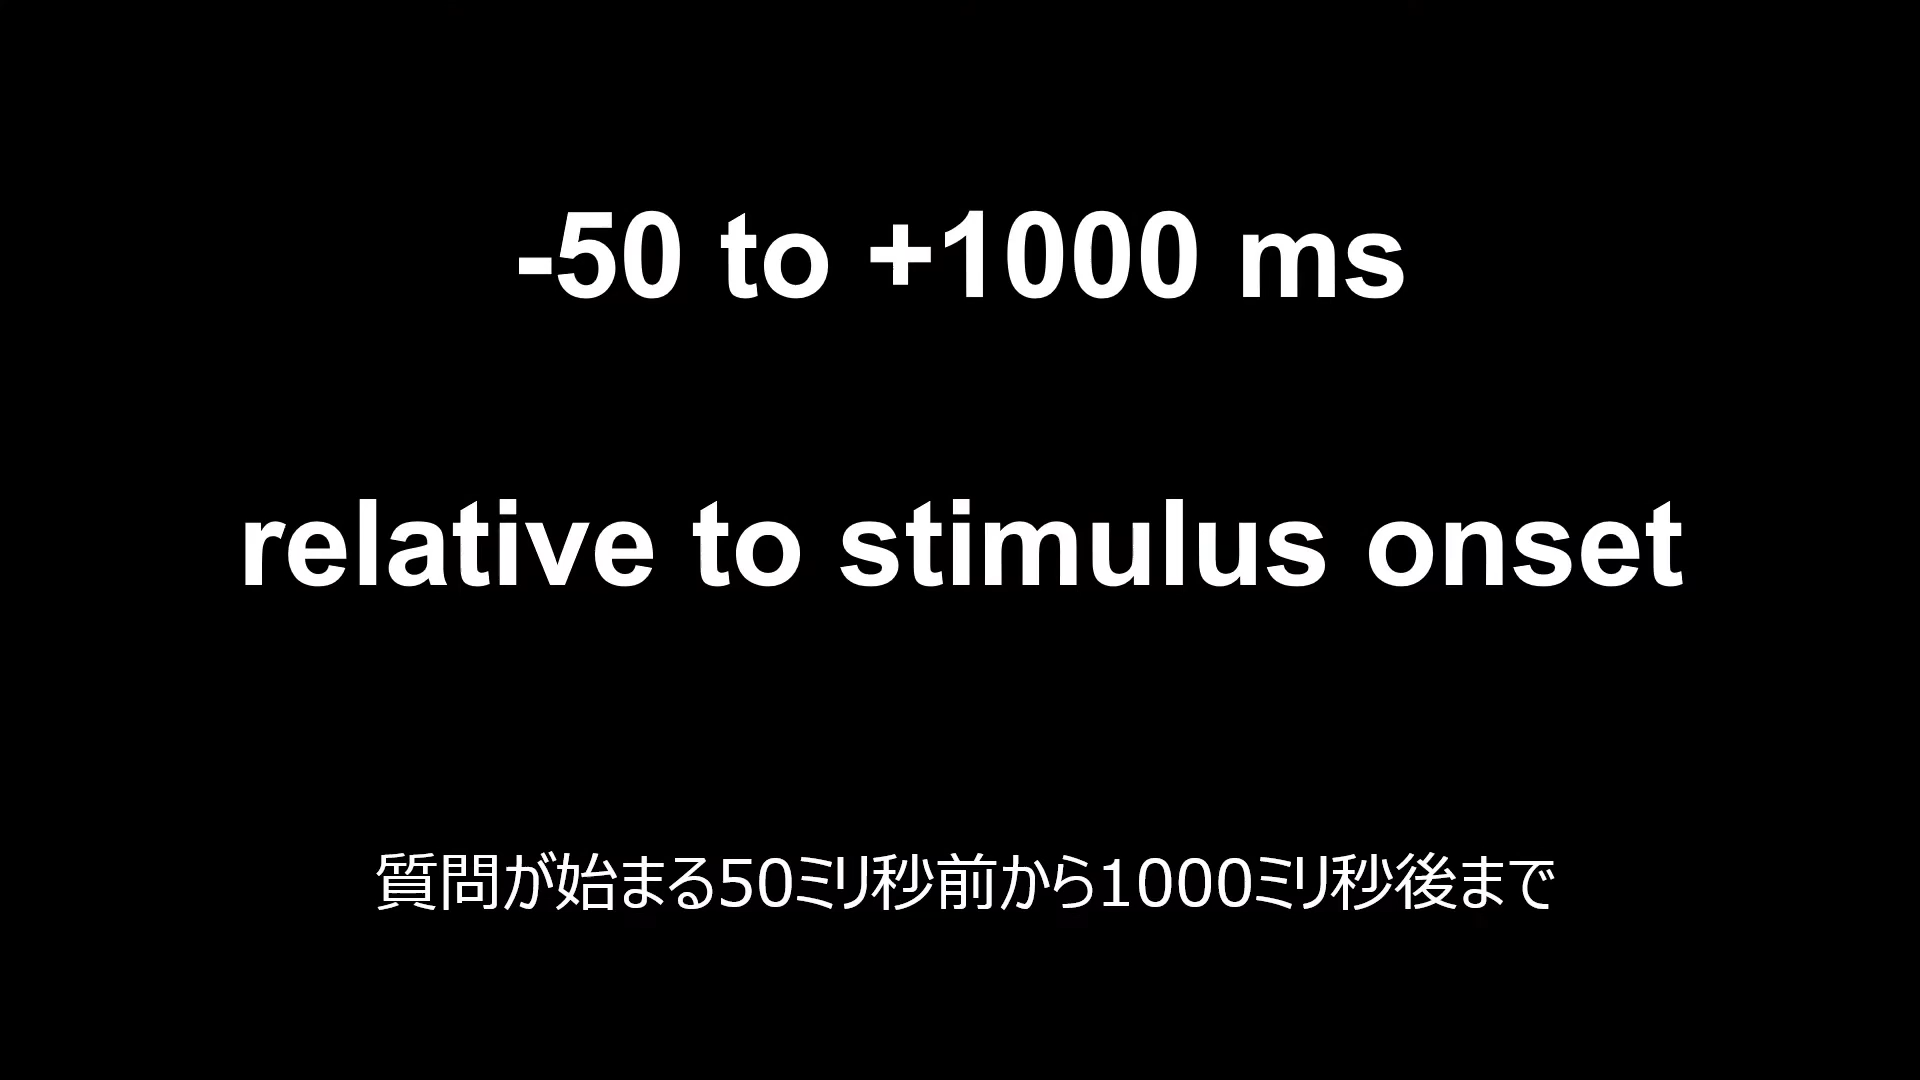 -50 to +1000 ms
relative to stimulus onset
質問が始まる50ミリ秒前から1000ミリ秒後まで